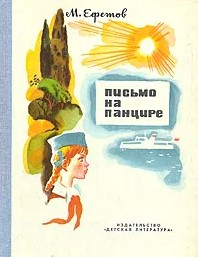 М. Ефетов
ПИСЬМО
НА
ПАНЦИРЕ
ИЗДАТЕЛЬСТВО
«ДЕТСКАЯ ЛИТЕРАТУРА»